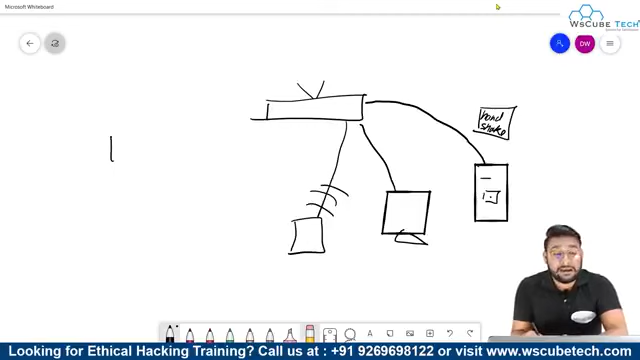 Microsoft Whiteboard
WsCube Tech
DW
hand
shake
Looking for Ethical Hacking Training? Call us at : +91 9269698122 or visit www.wscubetech.com